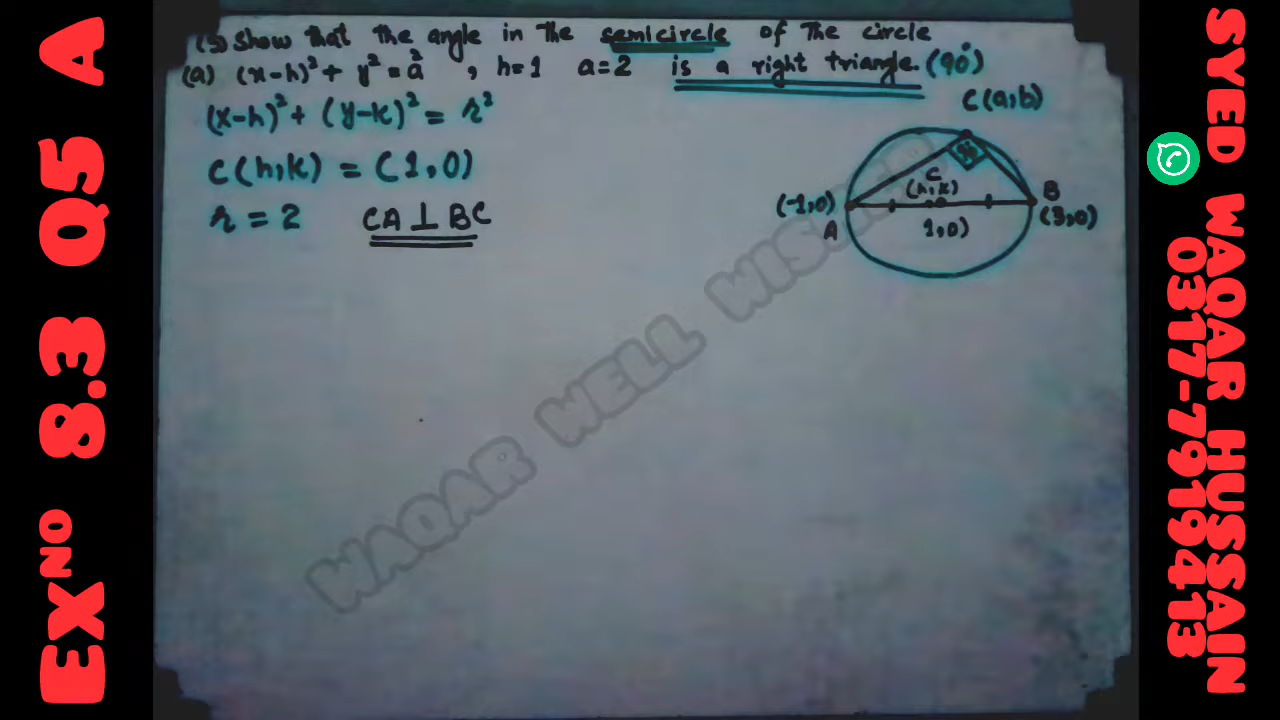 EX NO 8.3 Q5 A
(5) Show that the angle in the semicircle of the circle
(a) (x-h)² + y² = a², h=1 a=2 is a right triangle. (90°)
(x-h)² + (y-k)² = r²
C(h,k) = (1,0)
r = 2 CA ⊥ BC
C(a,b)
C
(h,k)
(-1,0)
A
B
(3,0)
1,0)
WAQAR WELL WISHER
SYED WAQAR HUSSAIN
0317-7919413